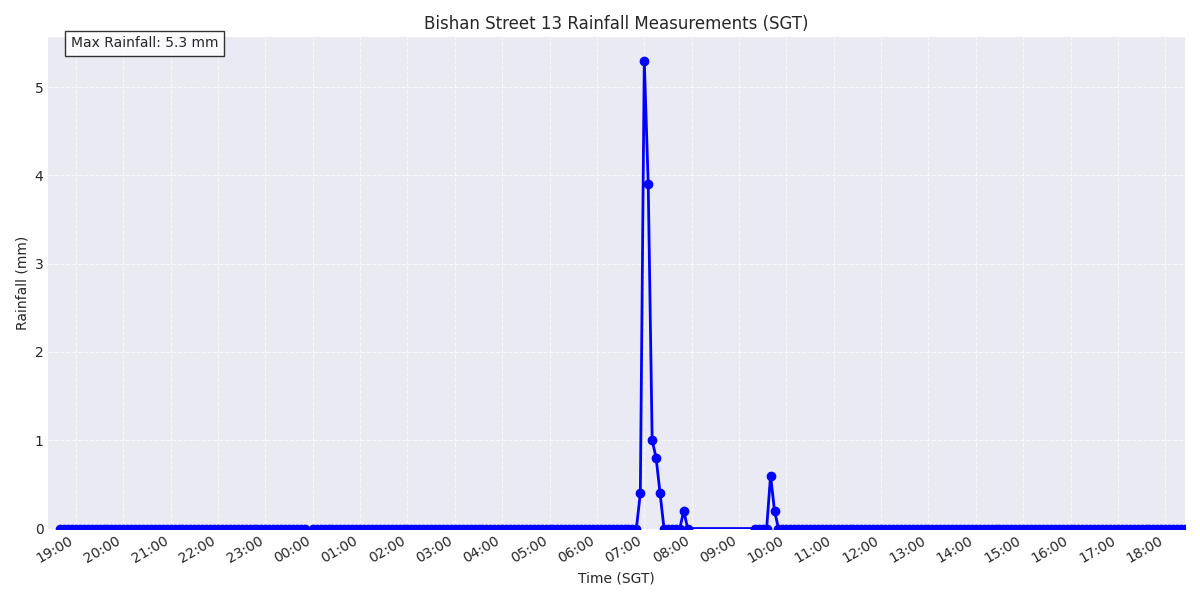 Bishan Street 13 Rainfall Measurements (SGT)
Max Rainfall: 5.3 mm
5
4
3
2
1
0
Rainfall (mm)
19:00 20:00 21:00 22:00 23:00 00:00 01:00 02:00 03:00 04:00 05:00 06:00 07:00 08:00 09:00 10:00 11:00 12:00 13:00 14:00 15:00 16:00 17:00 18:00
Time (SGT)